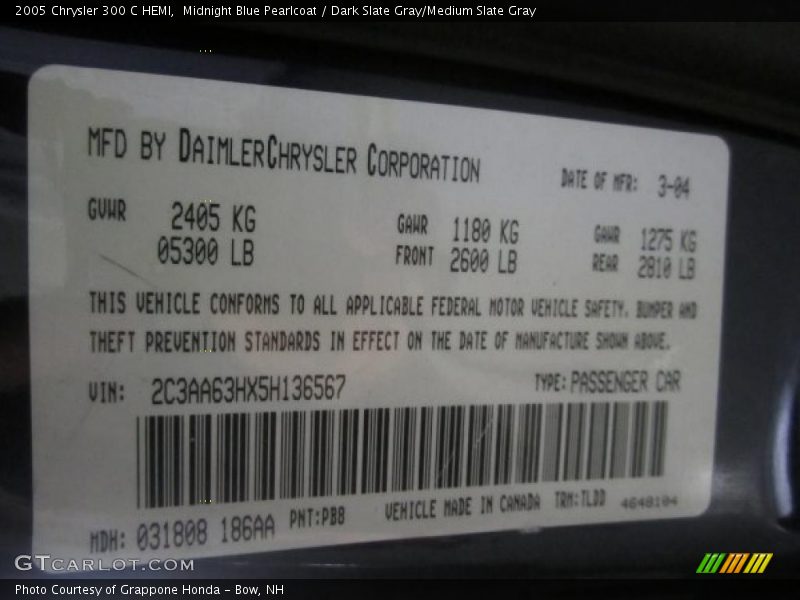 2005 Chrysler 300 C HEMI,  Midnight Blue Pearlcoat / Dark Slate Gray/Medium Slate Gray
MFD BY DAIMLERCHRYSLER CORPORATION
DATE OF MFR: 3-04
GVWR 2405 KG GAWR 1180 KG GAWR 1275 KG
05300 LB FRONT 2600 LB REAR 2810 LB
THIS VEHICLE CONFORMS TO ALL APPLICABLE FEDERAL MOTOR VEHICLE SAFETY, BUMPER AND
THEFT PREVENTION STANDARDS IN EFFECT ON THE DATE OF MANUFACTURE SHOWN ABOVE.
VIN: 2C3AA63HX5H136567 TYPE: PASSENGER CAR
MDH: 031808 186AA PNT:PB8 VEHICLE MADE IN CANADA TRM:TLDD 4648104
GTCARLOT.COM
Photo Courtesy of Grappone Honda - Bow, NH